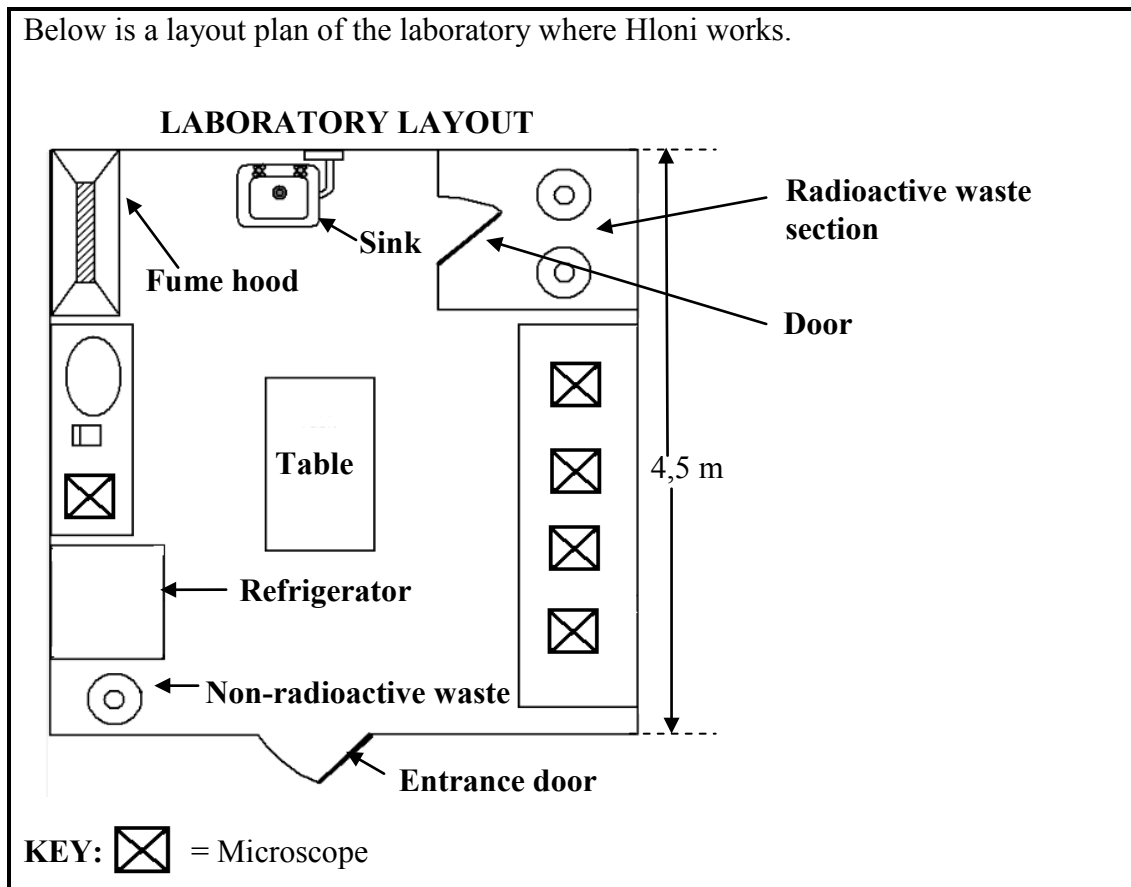 Below is a layout plan of the laboratory where Hloni works.
LABORATORY LAYOUT
Radioactive waste
section
Sink
Fume hood
Door
Table
4,5 m
Refrigerator
Non-radioactive waste
Entrance door
KEY: = Microscope